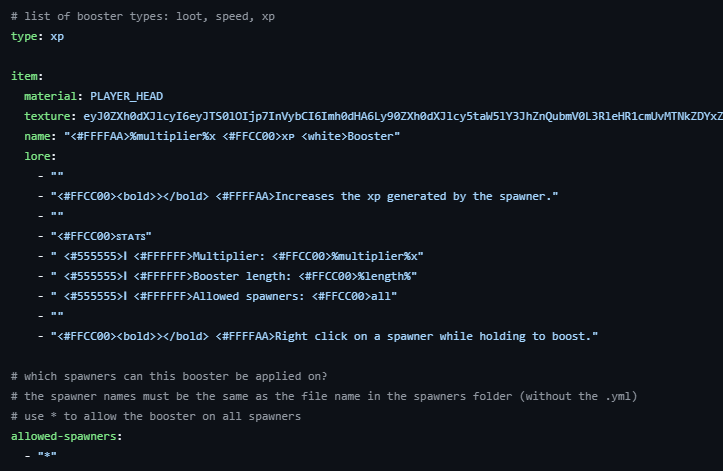 # list of booster types: loot, speed, xp
type: xp
item:
material: PLAYER_HEAD
texture: eyJ0ZXh0dXJlcyI6eyJTS0lOIjp7InVybCI6Imh0dHA6Ly90ZXh0dXJlcy5taW5lY3JhZnQubmV0L3RleHR1cmUvMTNkZDYxZ
name: "<#FFFFAA>%multiplier%x <#FFCC00>xᴘ <white>Booster"
lore:
- ""
- "<#FFCC00><bold>></bold> <#FFFFAA>Increases the xp generated by the spawner."
- ""
- "<#FFCC00>sᴛᴀᴛs"
- " <#555555>| <#FFFFFF>Multiplier: <#FFCC00>%multiplier%x"
- " <#555555>| <#FFFFFF>Booster length: <#FFCC00>%length%"
- " <#555555>| <#FFFFFF>Allowed spawners: <#FFCC00>all"
- ""
- "<#FFCC00><bold>></bold> <#FFFFAA>Right click on a spawner while holding to boost."
# which spawners can this booster be applied on?
# the spawner names must be the same as the file name in the spawners folder (without the .yml)
# use * to allow the booster on all spawners
allowed-spawners:
- "*"